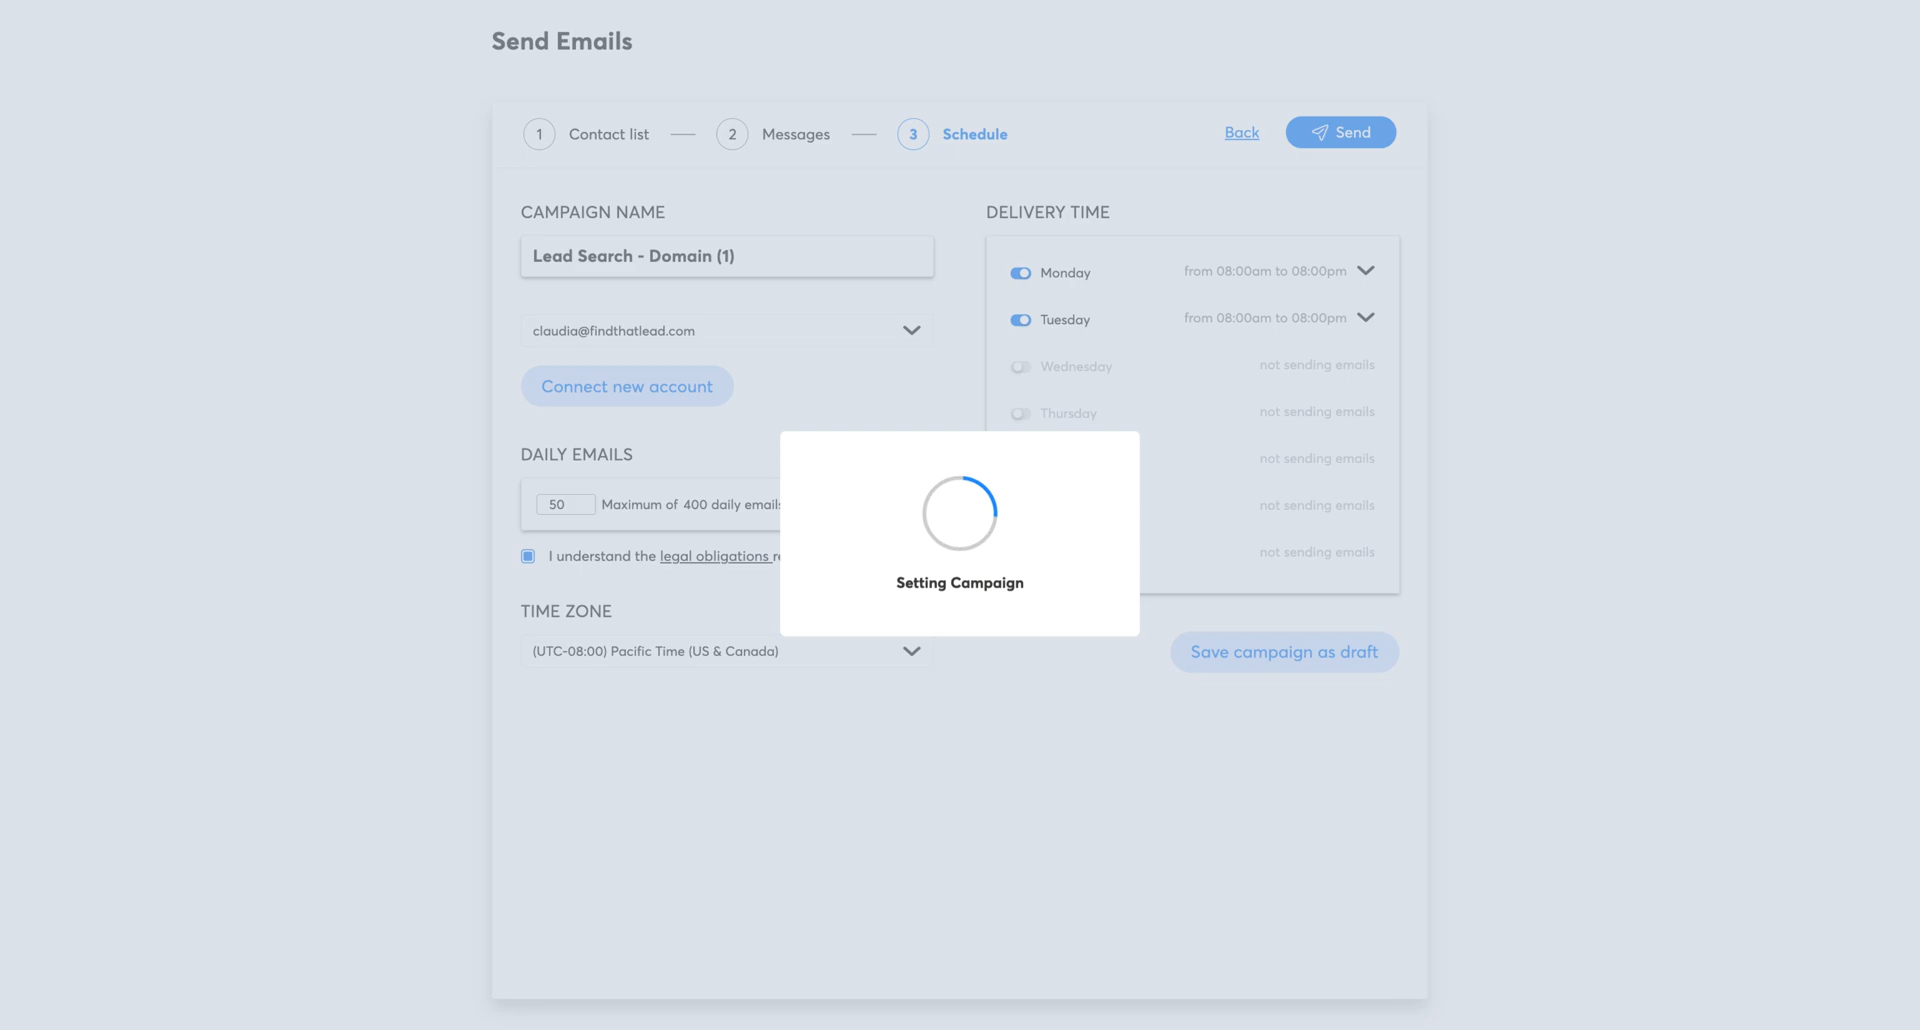 Send Emails
1 Contact list 2 Messages 3 Schedule Back Send
CAMPAIGN NAME
Lead Search - Domain (1)
claudia@findthatlead.com
Connect new account
DAILY EMAILS
50 Maximum of 400 daily emails
I understand the legal obligations
TIME ZONE
(UTC-08:00) Pacific Time (US & Canada)
DELIVERY TIME
Monday from 08:00am to 08:00pm
Tuesday from 08:00am to 08:00pm
Wednesday not sending emails
Thursday not sending emails
not sending emails
not sending emails
not sending emails
Save campaign as draft
Setting Campaign